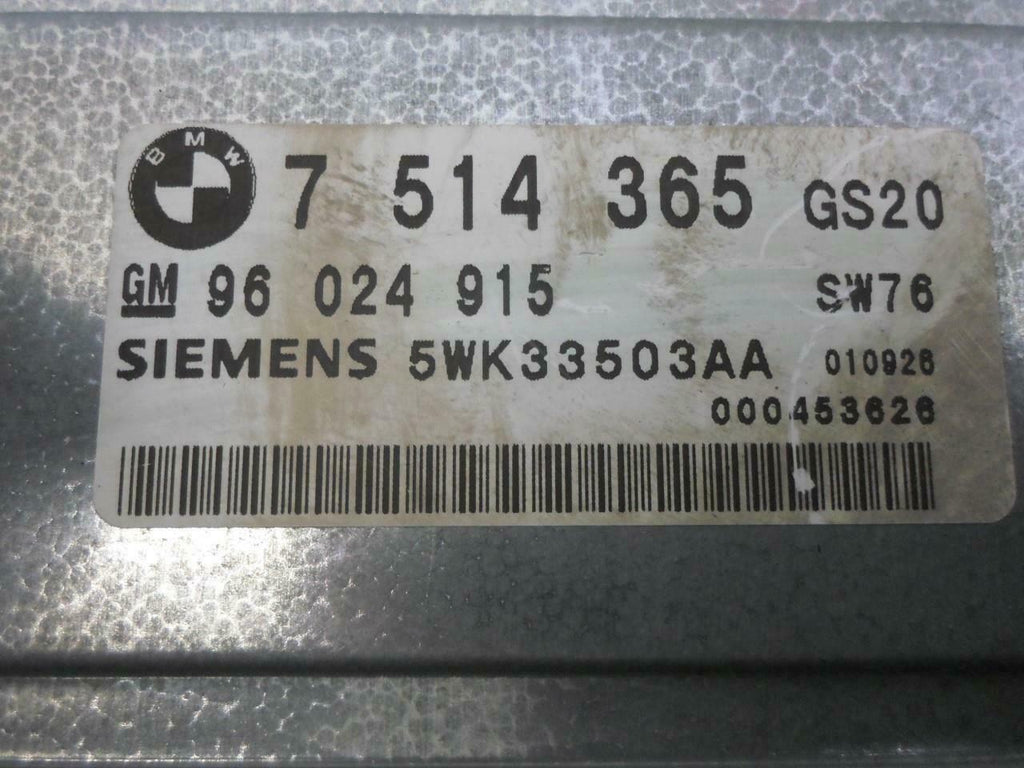 BMW 7 514 365 GS20
GM 96 024 915 SW76
SIEMENS 5WK33503AA 010926
000453626